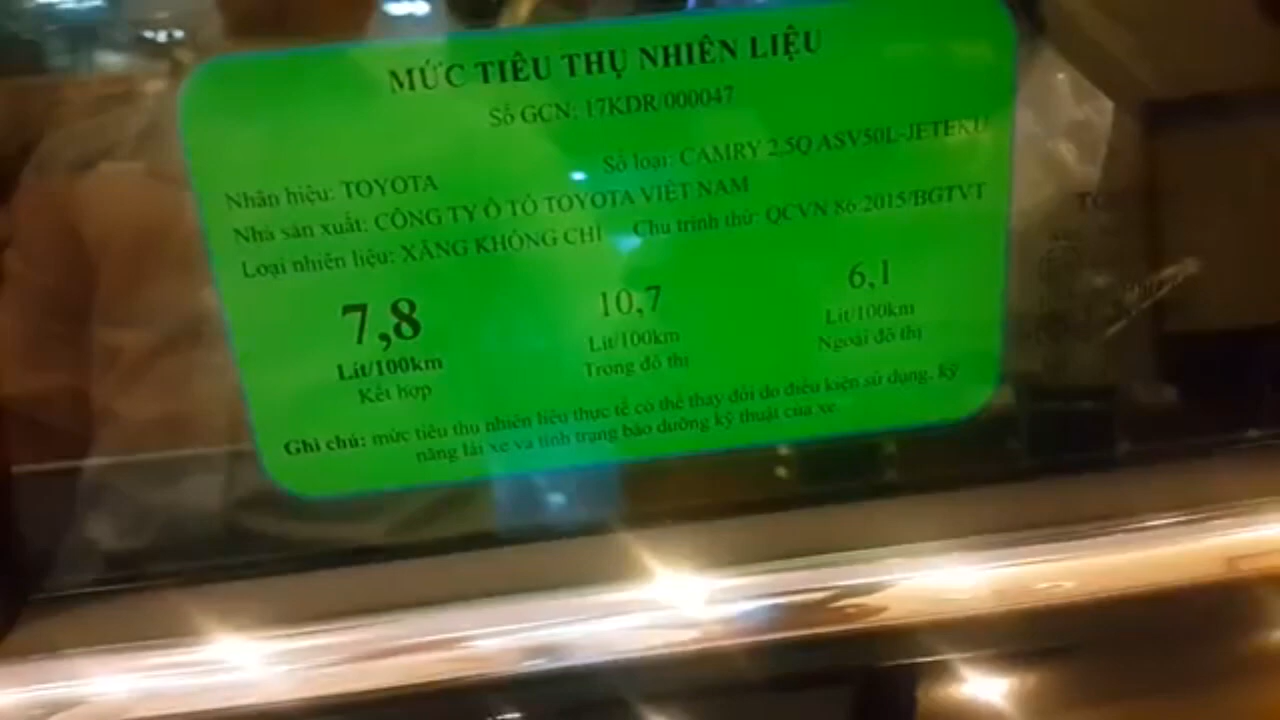 MỨC TIÊU THỤ NHIÊN LIỆU
Số GCN: 17KDR/000047
Nhãn hiệu: TOYOTA Số loại: CAMRY 2.5Q ASV50L-JETEKU
Nhà sản xuất: CÔNG TY Ô TÔ TOYOTA VIỆT NAM
Loại nhiên liệu: XĂNG KHÔNG CHÌ Chu trình thử: QCVN 86:2015/BGTVT
7,8 10,7 6,1
Lít/100km Lít/100km Lít/100km
Kết hợp Trong đô thị Ngoài đô thị
Ghi chú: mức tiêu thụ nhiên liệu thực tế có thể thay đổi do điều kiện sử dụng, kỹ
năng lái xe và tình trạng bảo dưỡng kỹ thuật của xe.